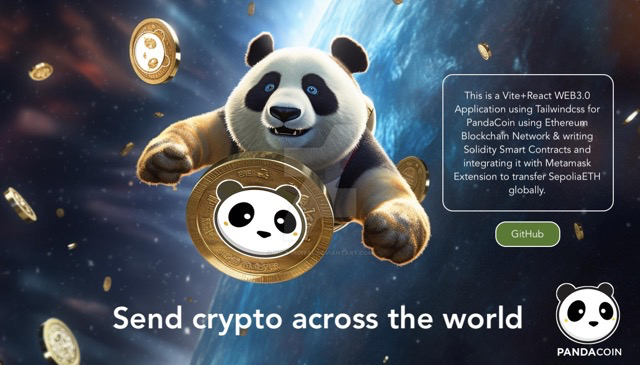 This is a Vite+React WEB3.0
Application using Tailwindcss for
PandaCoin using Ethereum
Blockchain Network & writing
Solidity Smart Contracts and
integrating it with Metamask
Extension to transfer SepoliaETH
globally.
GitHub
Send crypto across the world
PANDACOIN